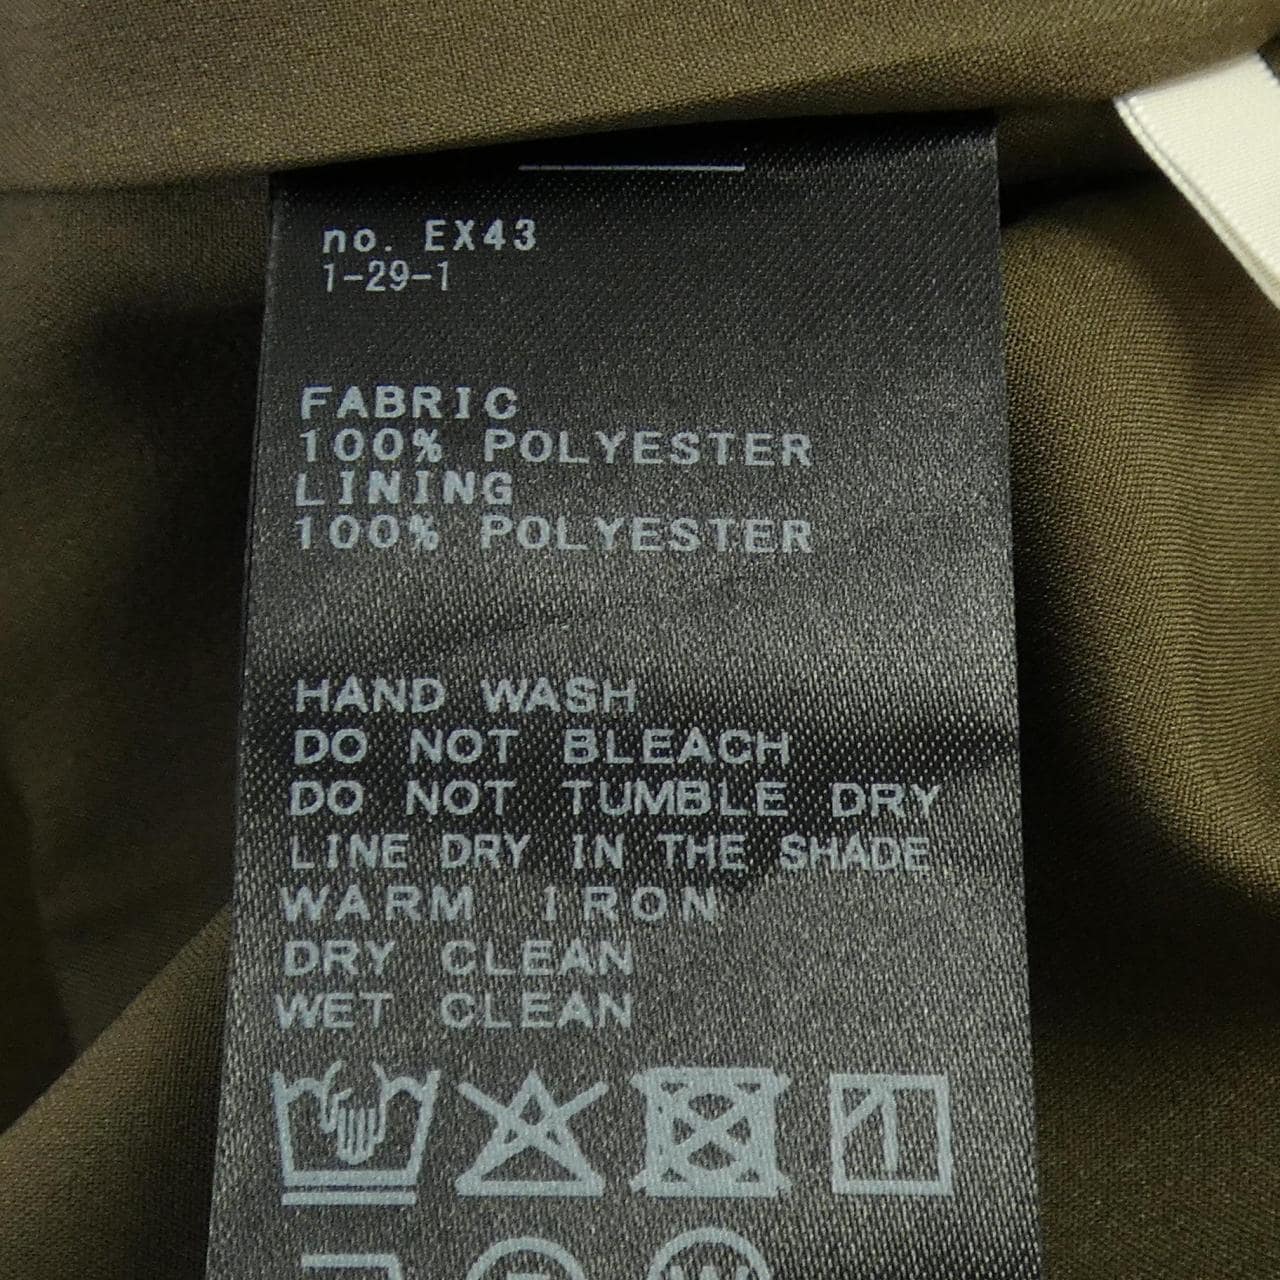 no. EX43
1-29-1
FABRIC
100% POLYESTER
LINING
100% POLYESTER
HAND WASH
DO NOT BLEACH
DO NOT TUMBLE DRY
LINE DRY IN THE SHADE
WARM IRON
DRY CLEAN
WET CLEAN